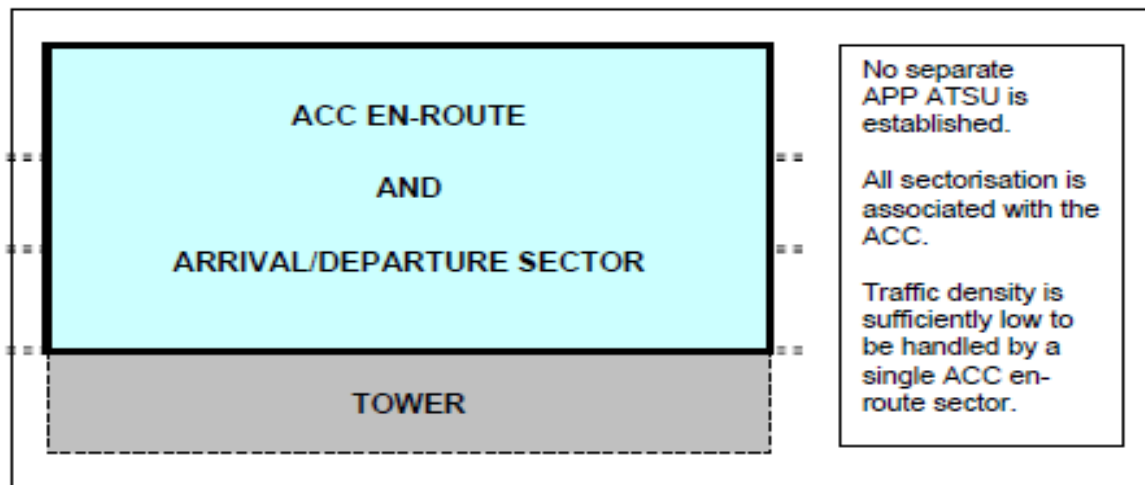 ACC EN-ROUTE
AND
ARRIVAL/DEPARTURE SECTOR
TOWER
No separate
APP ATSU is
established.
All sectorisation is
associated with the
ACC.
Traffic density is
sufficiently low to
be handled by a
single ACC en-
route sector.